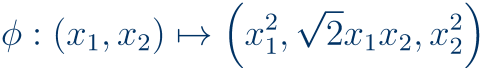 ϕ : (x₁, x₂) ↦ (x₁², √2x₁x₂, x₂²)